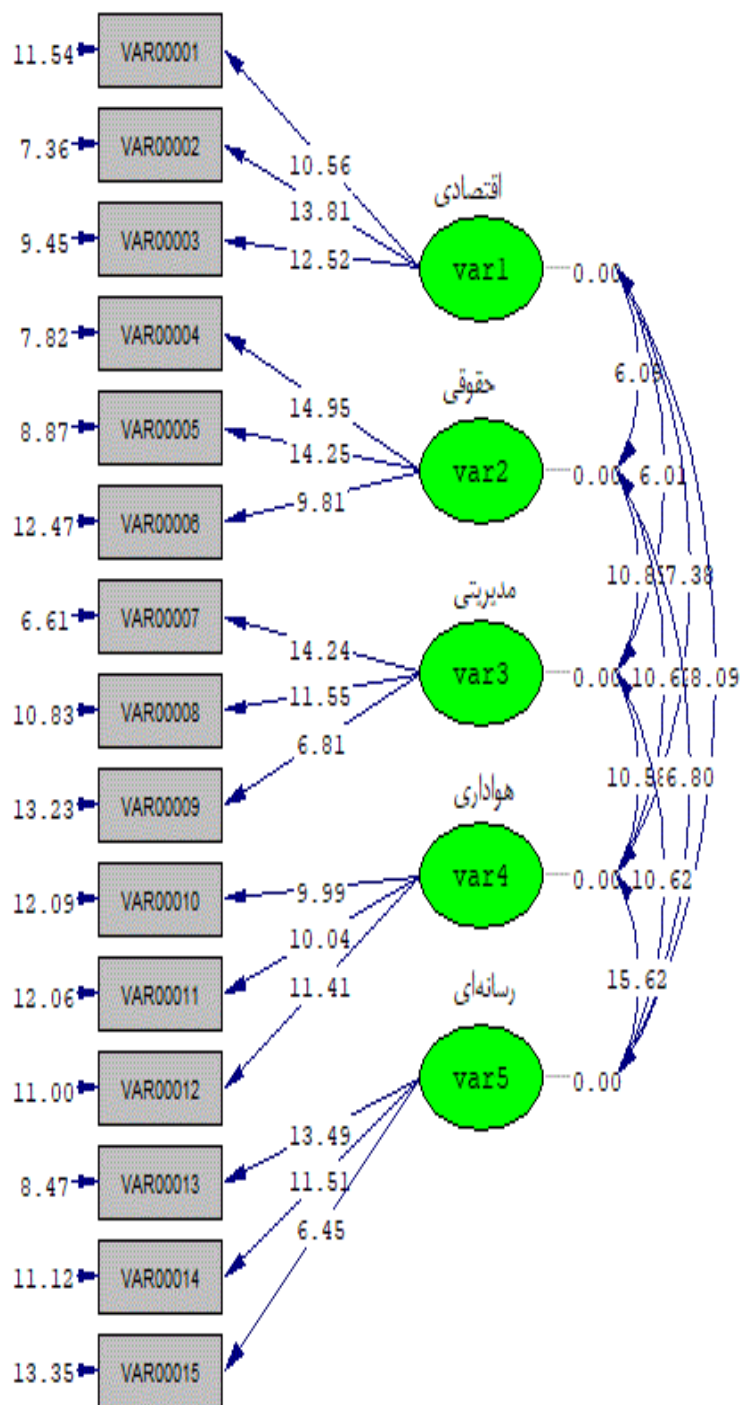 11.54 VAR00001
7.36 VAR00002
9.45 VAR00003
7.82 VAR00004
8.87 VAR00005
12.47 VAR00006
6.61 VAR00007
10.83 VAR00008
13.23 VAR00009
12.09 VAR00010
12.06 VAR00011
11.00 VAR00012
8.47 VAR00013
11.12 VAR00014
13.35 VAR00015
10.56
13.81
12.52
14.95
14.25
9.81
14.24
11.55
6.81
9.99
10.04
11.41
13.49
11.51
6.45
اقتصادی
var1 0.00
حقوقی
var2 0.00
مدیریتی
var3 0.00
هواداری
var4 0.00
رسانه‌ای
var5 0.00
6.01
7.38
8.09
6.80
10.62
15.62